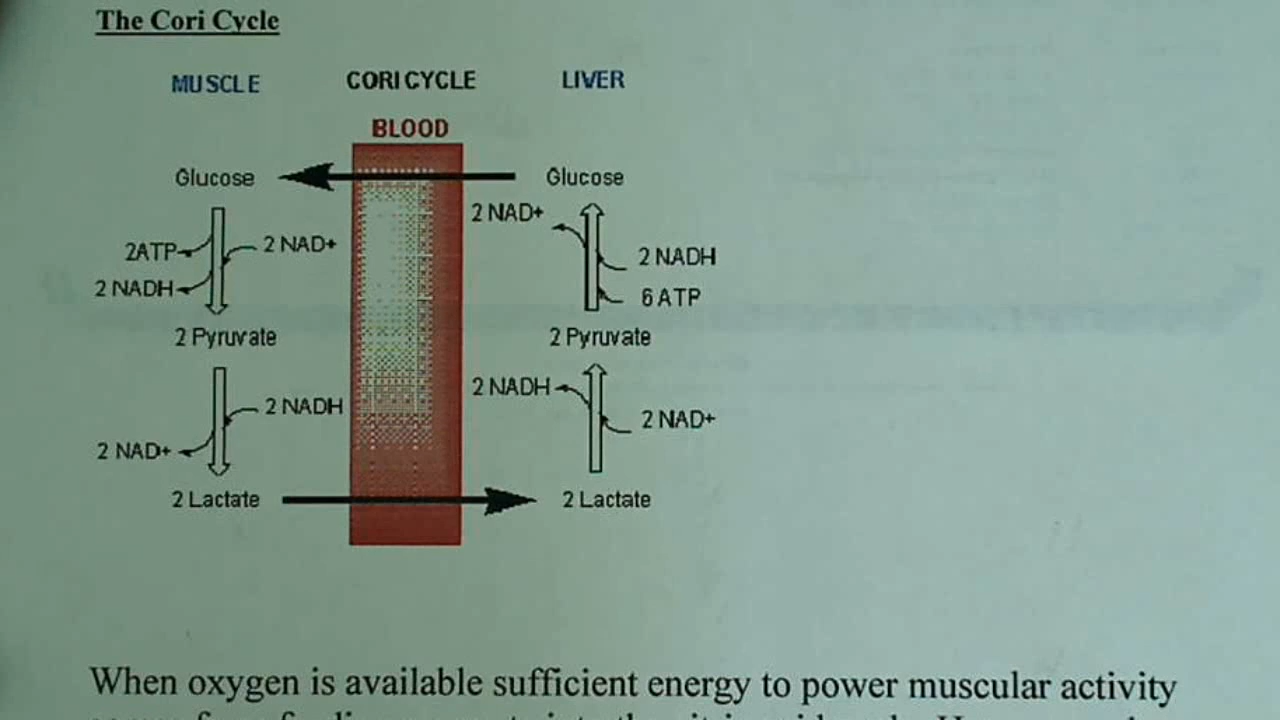 The Cori Cycle
MUSCLE CORI CYCLE LIVER
BLOOD
Glucose Glucose
2 NAD+
2ATP 2 NAD+ 2 NADH
2 NADH 6 ATP
2 Pyruvate 2 Pyruvate
2 NADH 2 NADH 2 NAD+
2 NAD+
2 Lactate 2 Lactate
When oxygen is available sufficient energy to power muscular activity